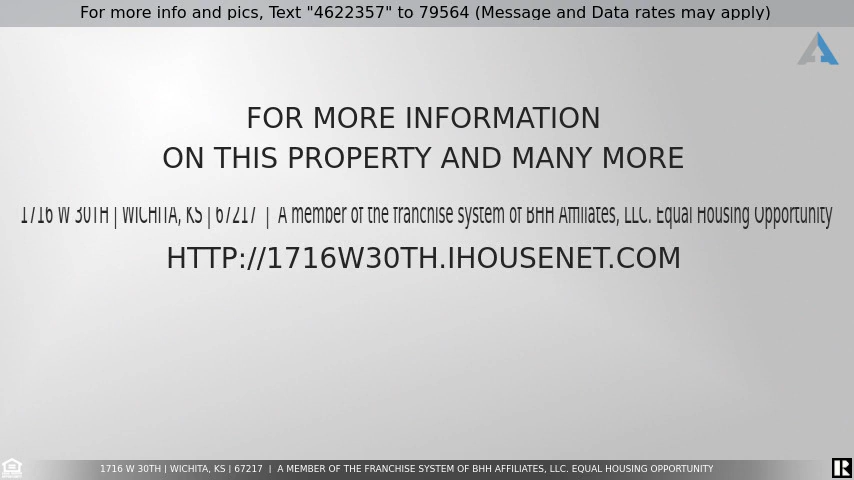 For more info and pics, Text "4622357" to 79564 (Message and Data rates may apply)
FOR MORE INFORMATION
ON THIS PROPERTY AND MANY MORE
1716 W 30TH | WICHITA, KS | 67217 | A member of the franchise system of BHH Affiliates, LLC. Equal Housing Opportunity
HTTP://1716W30TH.IHOUSENET.COM
1716 W 30TH | WICHITA, KS | 67217 | A MEMBER OF THE FRANCHISE SYSTEM OF BHH AFFILIATES, LLC. EQUAL HOUSING OPPORTUNITY